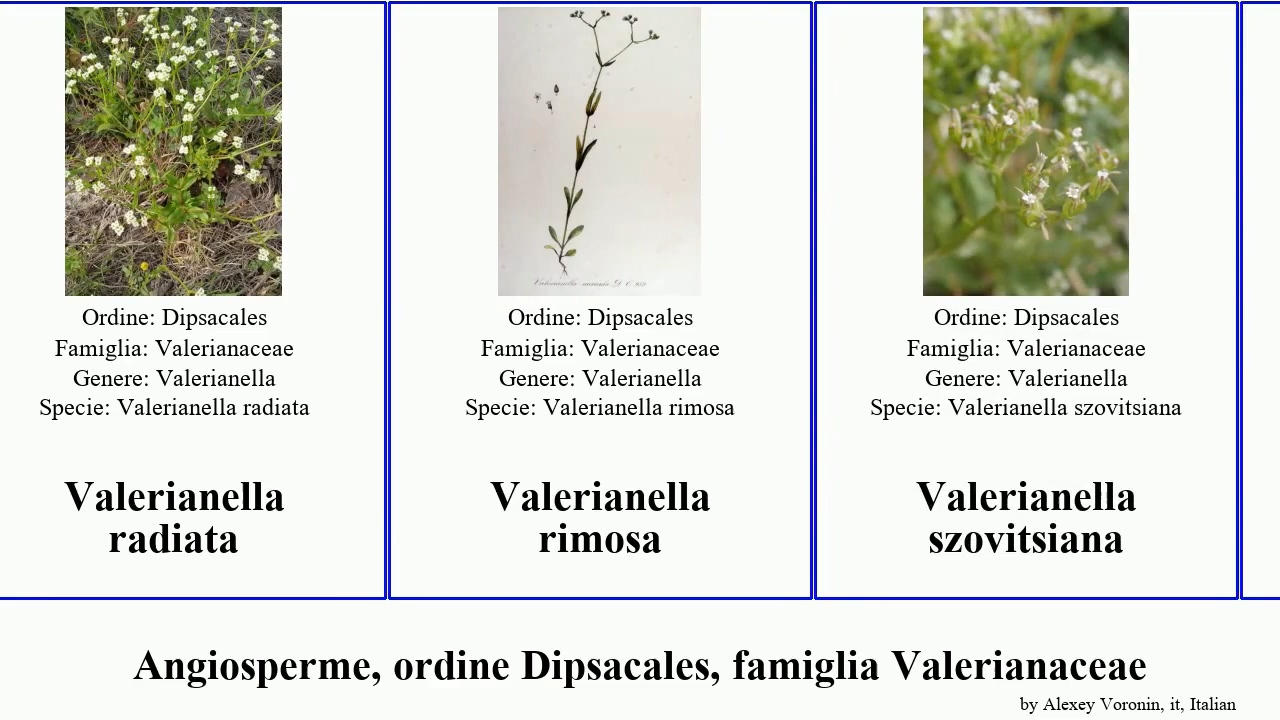 Ordine: Dipsacales
Famiglia: Valerianaceae
Genere: Valerianella
Specie: Valerianella radiata
Valerianella
radiata
Ordine: Dipsacales
Famiglia: Valerianaceae
Genere: Valerianella
Specie: Valerianella rimosa
Valerianella
rimosa
Ordine: Dipsacales
Famiglia: Valerianaceae
Genere: Valerianella
Specie: Valerianella szovitsiana
Valerianella
szovitsiana
Angiosperme, ordine Dipsacales, famiglia Valerianaceae
by Alexey Voronin, it, Italian